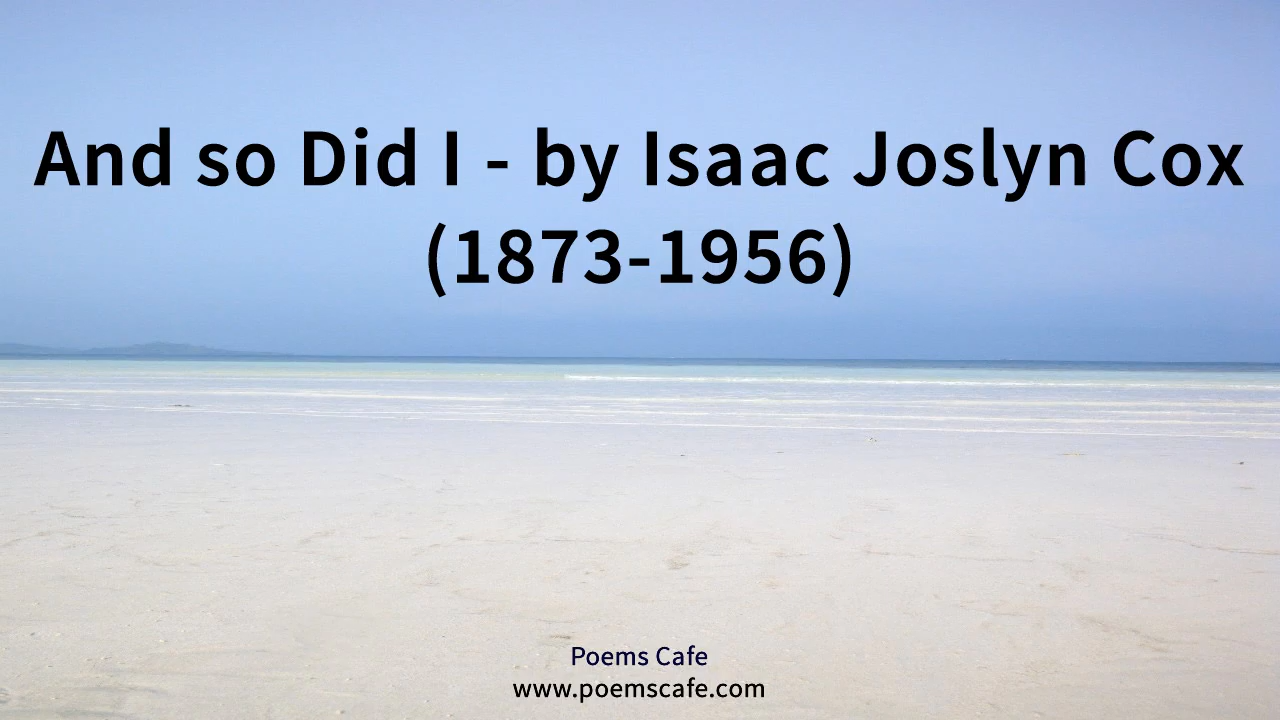 And so Did I - by Isaac Joslyn Cox
(1873-1956)
Poems Cafe
www.poemscafe.com